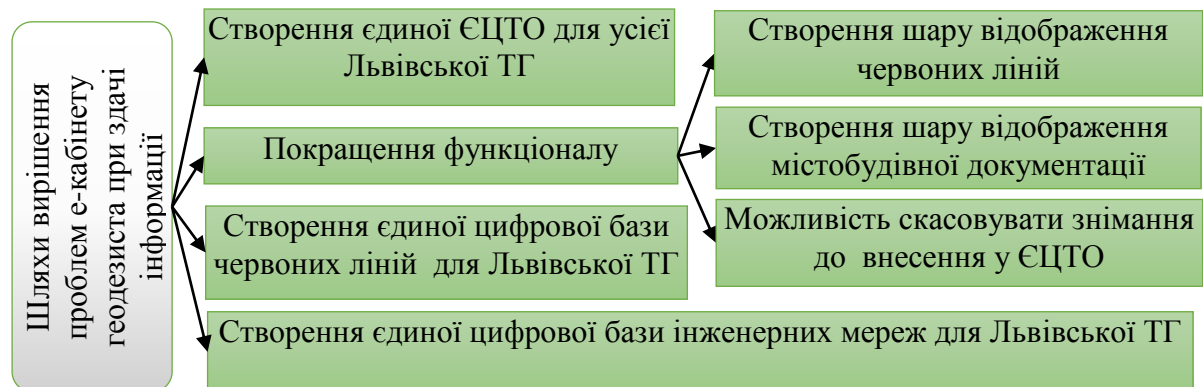 Шляхи вирішення
проблем е-кабінету
геодезиста при здачі
інформації
Створення єдиної ЄЦТО для усієї
Львівської ТГ
Покращення функціоналу
Створення єдиної цифрової бази
червоних ліній для Львівської ТГ
Створення єдиної цифрової бази інженерних мереж для Львівської ТГ
Створення шару відображення
червоних ліній
Створення шару відображення
містобудівної документації
Можливість скасовувати знімання
до внесення у ЄЦТО